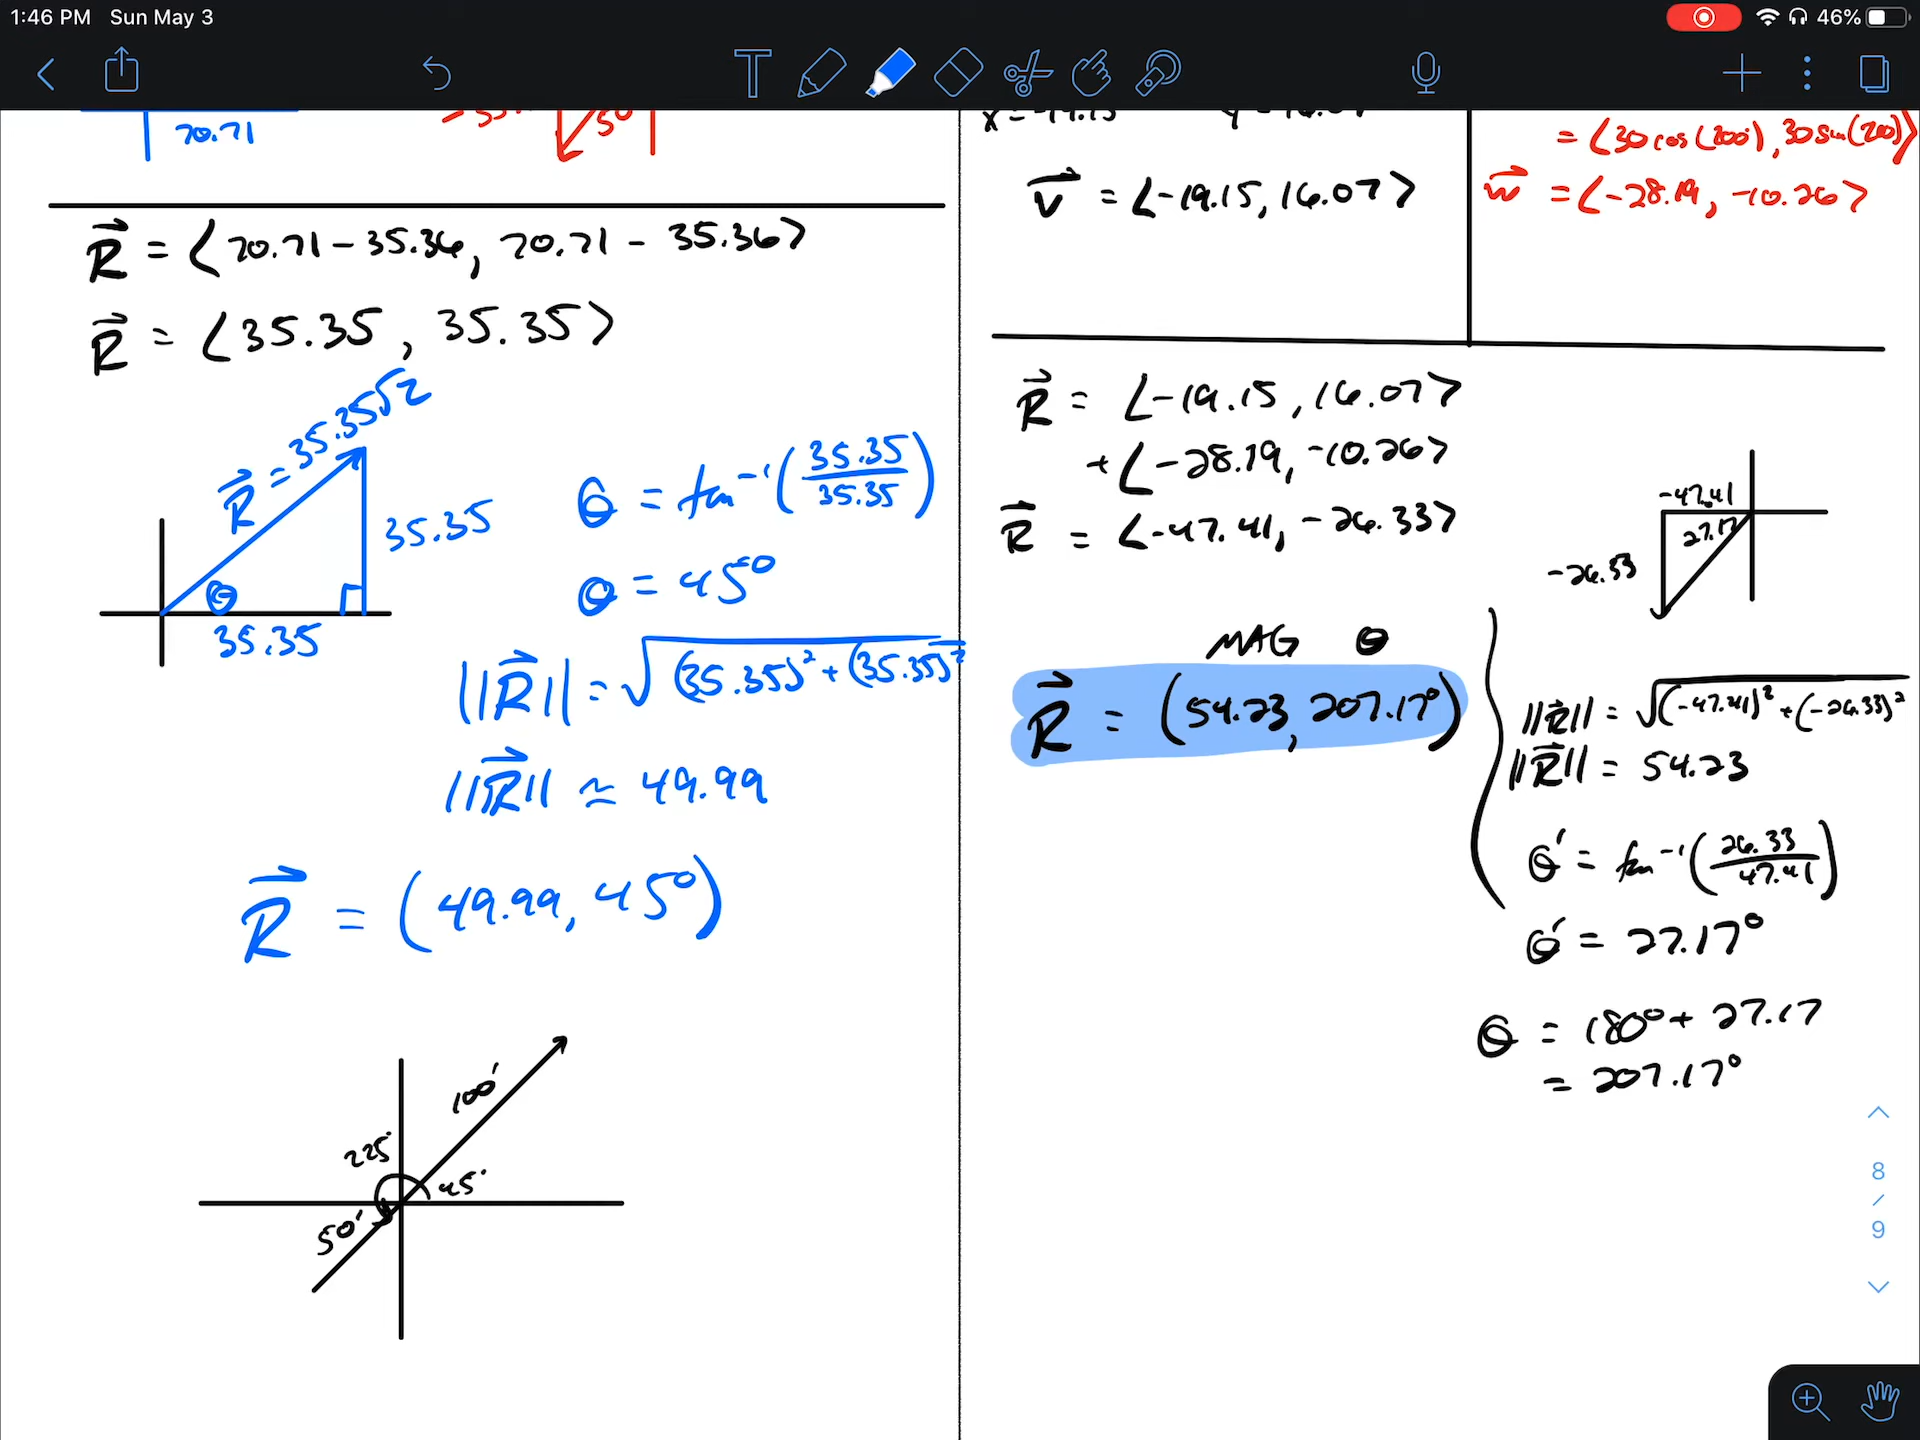 1:46 PM Sun May 3
46%
T
70.71
R = ⟨70.71 - 35.36, 70.71 - 35.36⟩
R = ⟨35.35, 35.35⟩
R = 35.35√2
35.35
θ
35.35
θ = tan⁻¹(35.35/35.35)
θ = 45°
||R|| = √(35.35)² + (35.35)²
||R|| ≈ 49.99
R = (49.99, 45°)
100'
225°
45°
50'
v = ⟨-19.15, 16.07⟩
= ⟨30cos(200), 30sin(200)⟩
w = ⟨-28.19, -10.26⟩
R = ⟨-19.15, 16.07⟩
+ ⟨-28.19, -10.26⟩
R = ⟨-47.41, -26.33⟩
-47.41
27.17
-26.33
MAG θ
R = (54.23, 207.17°)
||R|| = √(-47.41)² + (-26.33)²
||R|| = 54.23
θ' = tan⁻¹(26.33/47.41)
θ' = 27.17°
θ = 180° + 27.17
= 207.17°
8
/
9